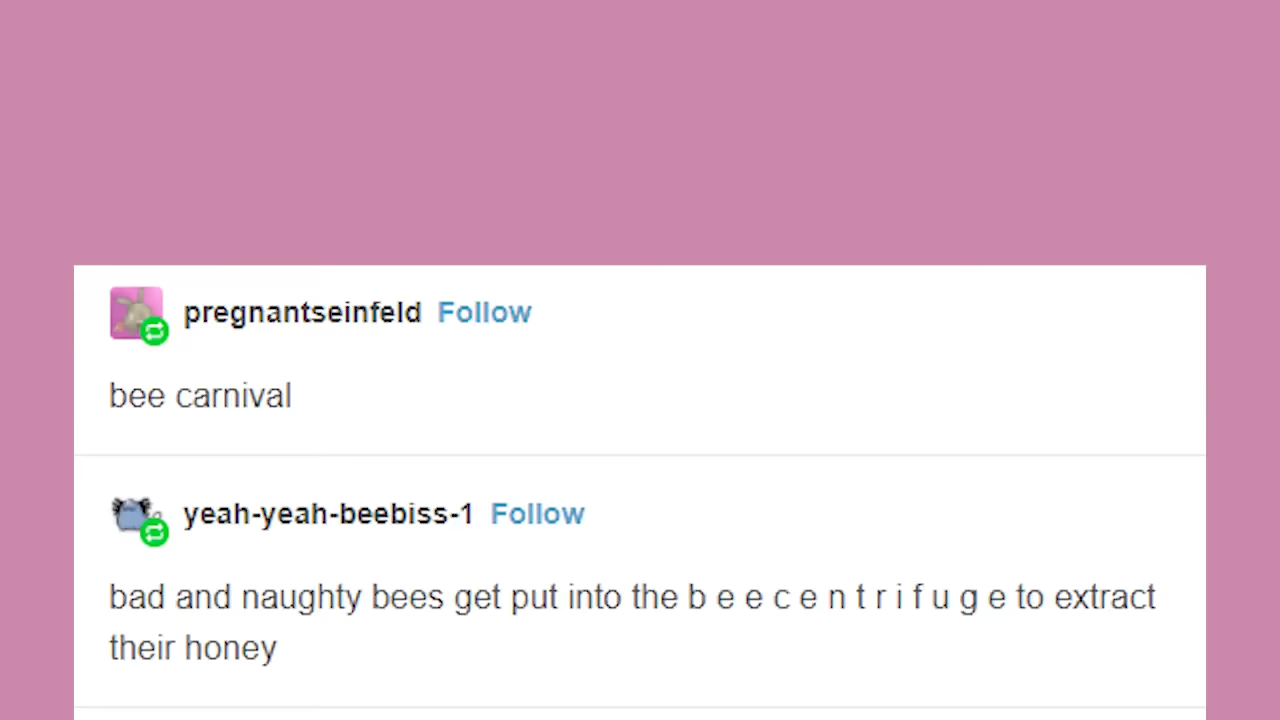 pregnantseinfeld Follow
bee carnival
yeah-yeah-beebiss-1 Follow
bad and naughty bees get put into the b e e c e n t r i f u g e to extract
their honey